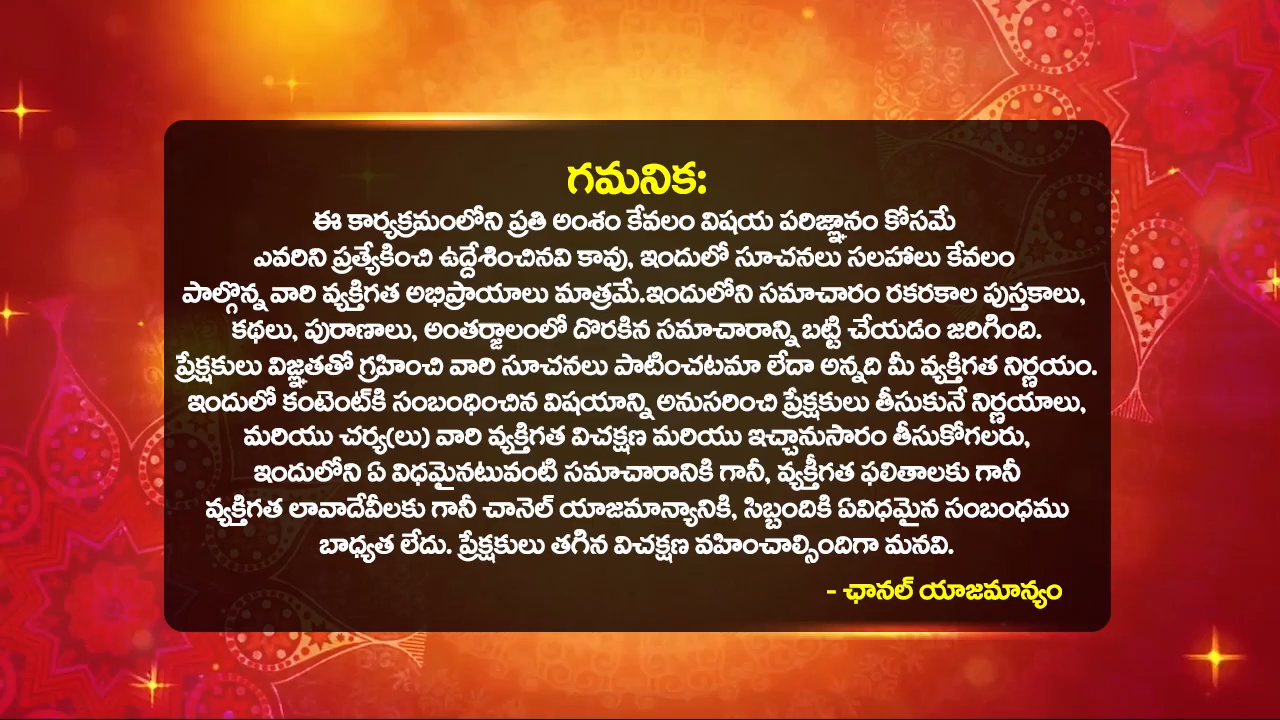 గమనిక:
ఈ కార్యక్రమంలోని ప్రతి అంశం కేవలం విషయ పరిజ్ఞానం కోసమే
ఎవరిని ప్రత్యేకించి ఉద్దేశించినవి కావు, ఇందులో సూచనలు సలహాలు కేవలం
పాల్గొన్న వారి వ్యక్తిగత అభిప్రాయాలు మాత్రమే.ఇందులోని సమాచారం రకరకాల పుస్తకాలు,
కథలు, పురాణాలు, అంతర్జాలంలో దొరకిన సమాచారాన్ని బట్టి చేయడం జరిగింది.
ప్రేక్షకులు విజ్ఞతతో గ్రహించి వారి సూచనలు పాటించటమా లేదా అన్నది మీ వ్యక్తిగత నిర్ణయం.
ఇందులో కంటెంట్‌కి సంబంధించిన విషయాన్ని అనుసరించి ప్రేక్షకులు తీసుకునే నిర్ణయాలు,
మరియు చర్య(లు) వారి వ్యక్తిగత విచక్షణ మరియు ఇచ్చానుసారం తీసుకోగలరు,
ఇందులోని ఏ విధమైనటువంటి సమాచారానికి గానీ, వ్యక్తీగత ఫలితాలకు గానీ
వ్యక్తిగత లావాదేవీలకు గానీ చానెల్ యాజమాన్యానికి, సిబ్బందికి ఏవిధమైన సంబంధము
బాధ్యత లేదు. ప్రేక్షకులు తగిన విచక్షణ వహించాల్సిందిగా మనవి.
- ఛానల్ యాజమాన్యం